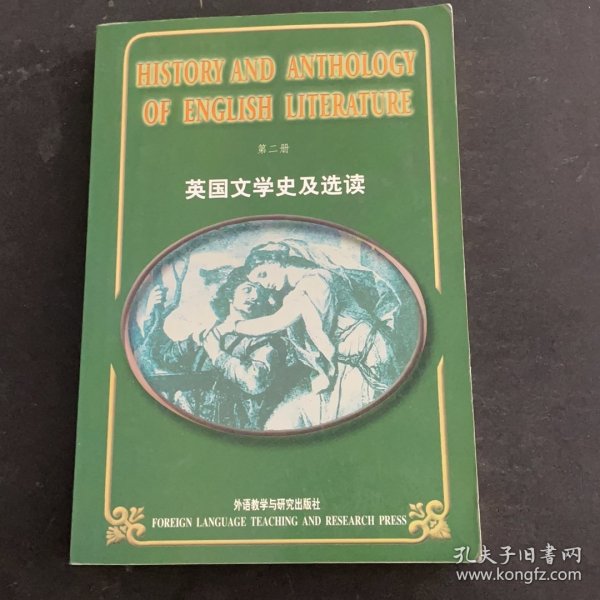 HISTORY AND ANTHOLOGY
OF ENGLISH LITERATURE
第二册
英国文学史及选读
外语教学与研究出版社
FOREIGN LANGUAGE TEACHING AND RESEARCH PRESS
孔夫子旧书网
www.kongfz.com